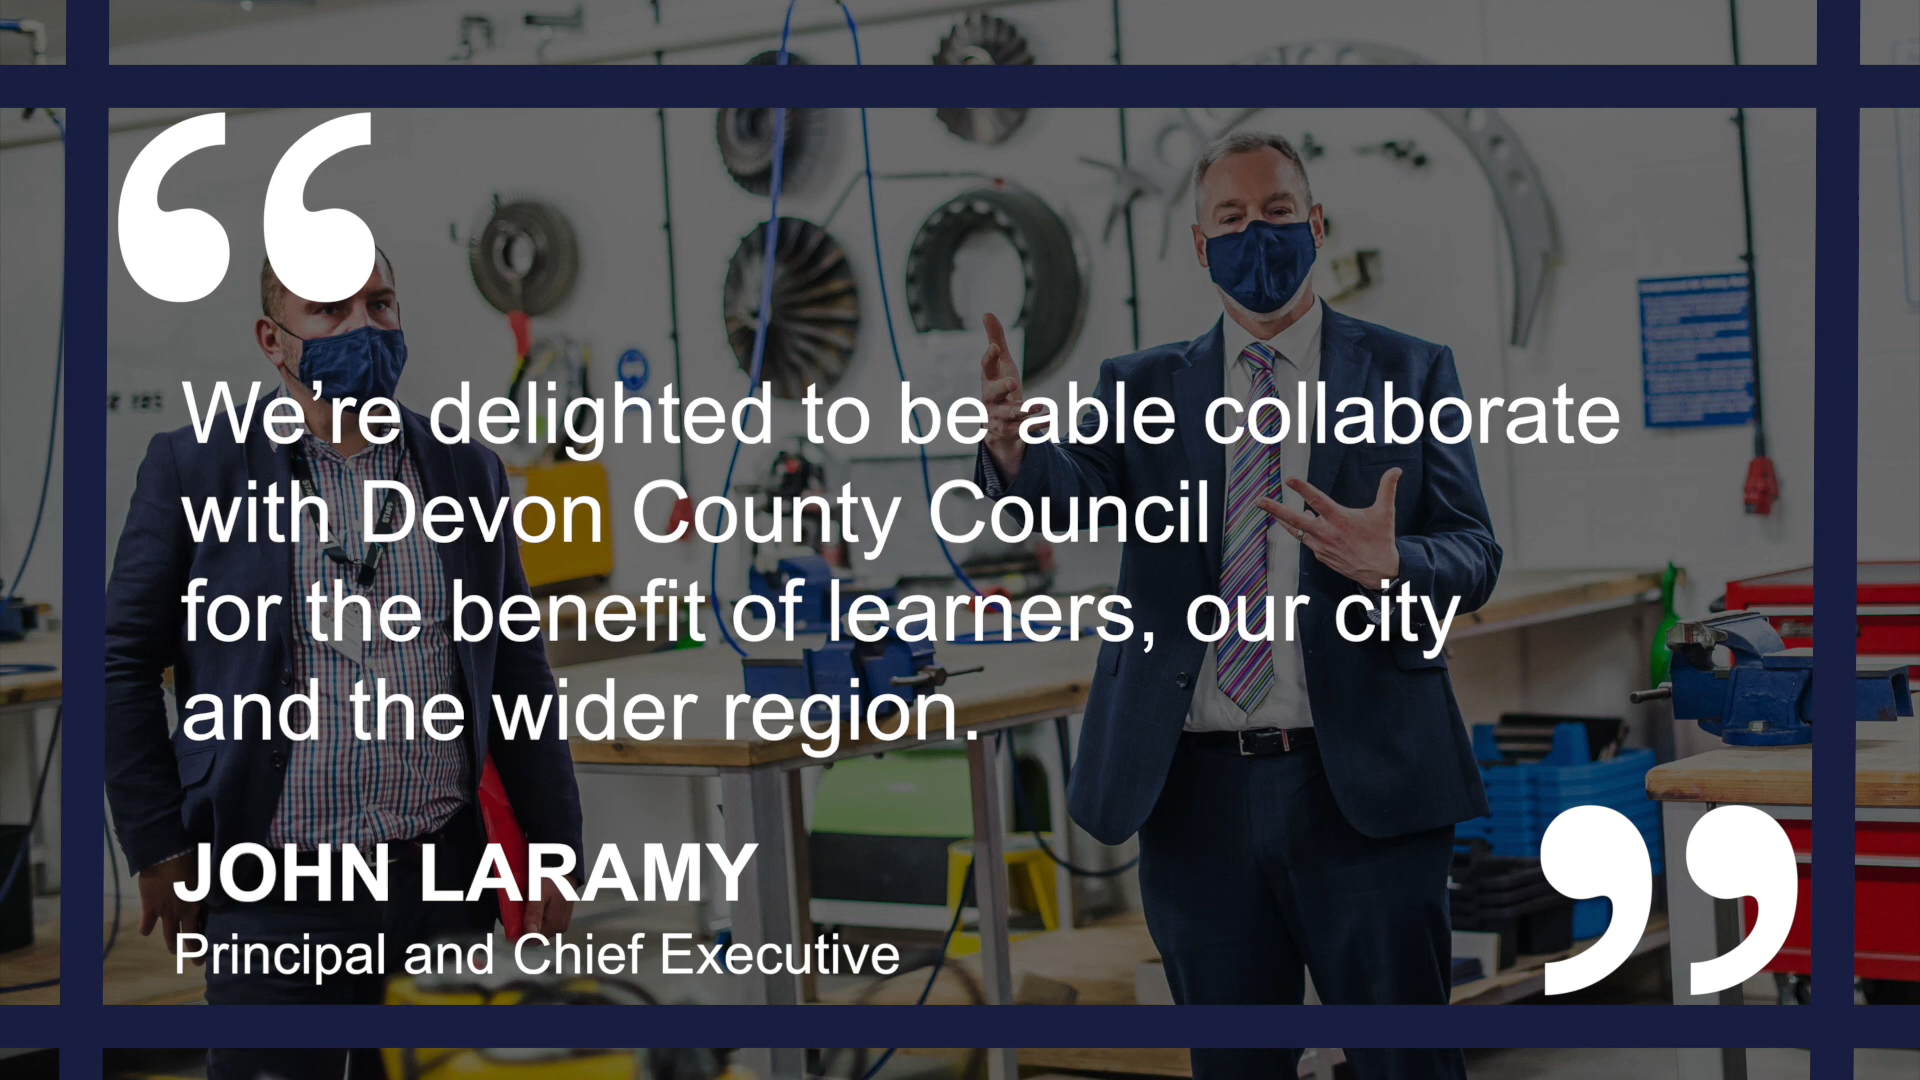 “
We’re delighted to be able collaborate
with Devon County Council
for the benefit of learners, our city
and the wider region.
JOHN LARAMY
Principal and Chief Executive
”
STAFF